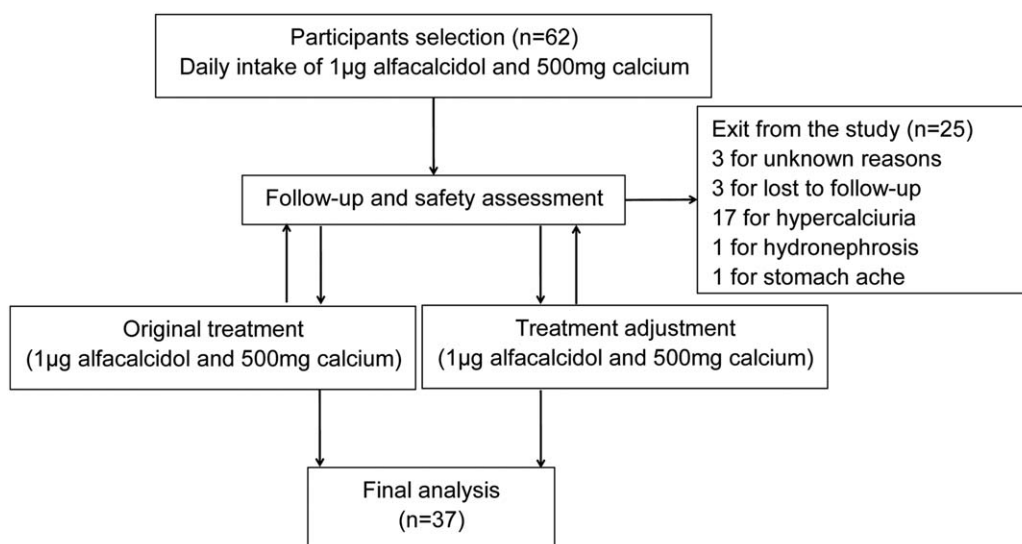 Participants selection (n=62)
Daily intake of 1μg alfacalcidol and 500mg calcium
Exit from the study (n=25)
3 for unknown reasons
3 for lost to follow-up
17 for hypercalciuria
1 for hydronephrosis
1 for stomach ache
Follow-up and safety assessment
Original treatment
(1μg alfacalcidol and 500mg calcium)
Treatment adjustment
(1μg alfacalcidol and 500mg calcium)
Final analysis
(n=37)